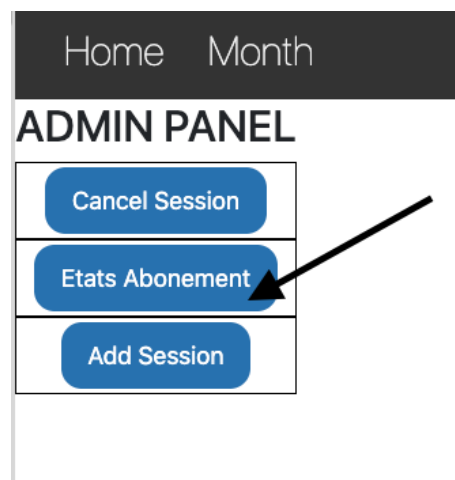 Home Month
ADMIN PANEL
Cancel Session
Etats Abonement
Add Session